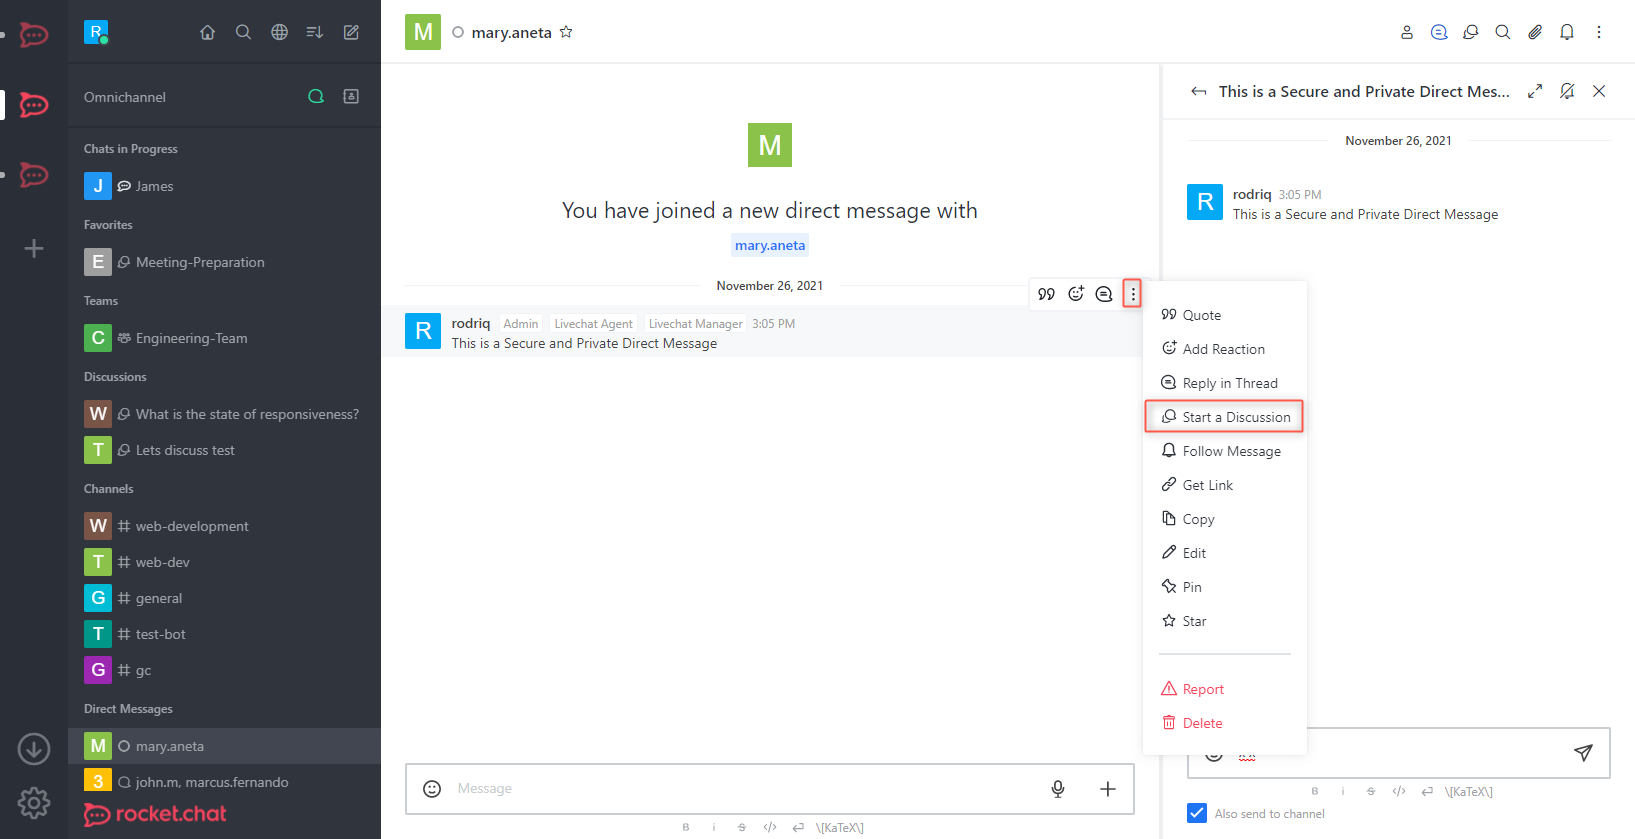 R
Omnichannel
Chats in Progress
J James
Favorites
E Meeting-Preparation
Teams
C Engineering-Team
Discussions
W What is the state of responsiveness?
T Lets discuss test
Channels
W # web-development
T # web-dev
G # general
T # test-bot
G # gc
Direct Messages
M mary.aneta
3 john.m, marcus.fernando
rocket.chat
M mary.aneta
M
You have joined a new direct message with
mary.aneta
November 26, 2021
R rodriq Admin Livechat Agent Livechat Manager 3:05 PM
This is a Secure and Private Direct Message
Message
B i S </> \[KaTeX\]
Quote
Add Reaction
Reply in Thread
Start a Discussion
Follow Message
Get Link
Copy
Edit
Pin
Star
Report
Delete
This is a Secure and Private Direct Mes...
November 26, 2021
R rodriq 3:05 PM
This is a Secure and Private Direct Message
B i S </> \[KaTeX\]
Also send to channel